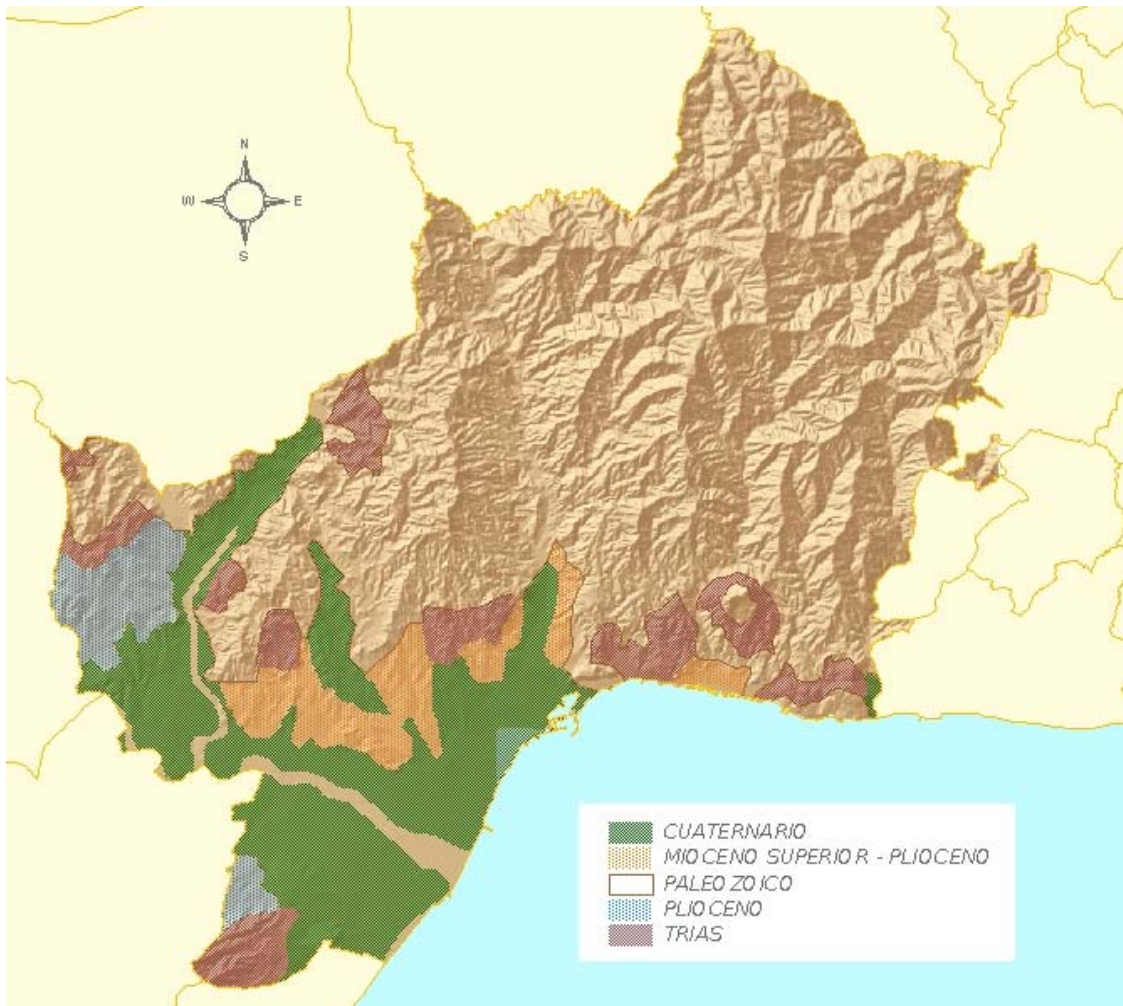 N
W E
S
CUATERNARIO
MIOCENO SUPERIOR - PLIOCENO
PALEOZOICO
PLIOCENO
TRIAS